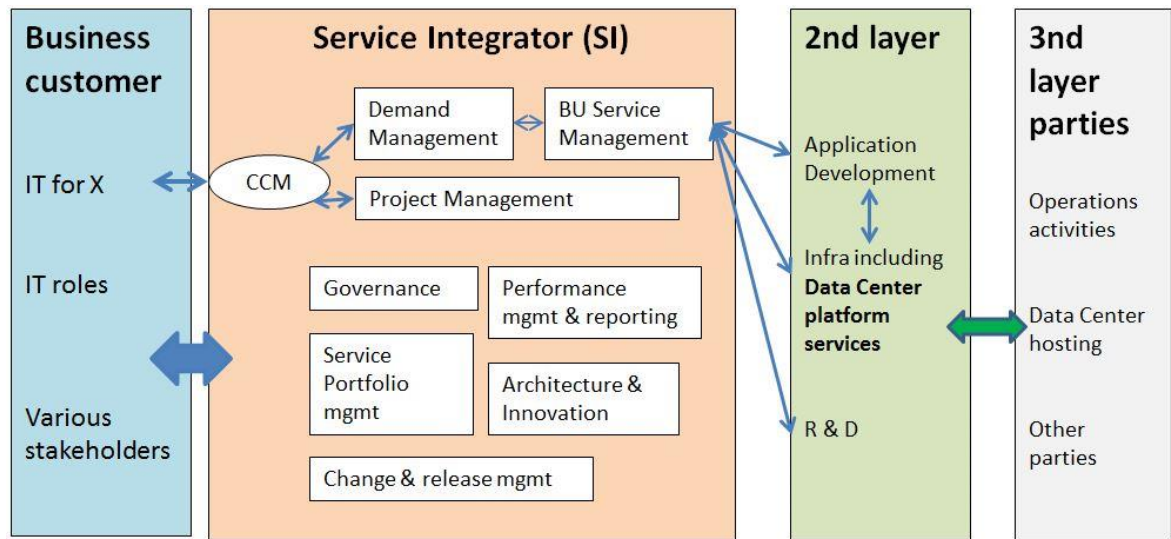 Business
customer
IT for X
IT roles
Various
stakeholders
Service Integrator (SI)
Demand
Management
BU Service
Management
CCM
Project Management
Governance
Performance
mgmt & reporting
Service
Portfolio
mgmt
Architecture &
Innovation
Change & release mgmt
2nd layer
Application
Development
Infra including
Data Center
platform
services
R & D
3nd
layer
parties
Operations
activities
Data Center
hosting
Other
parties